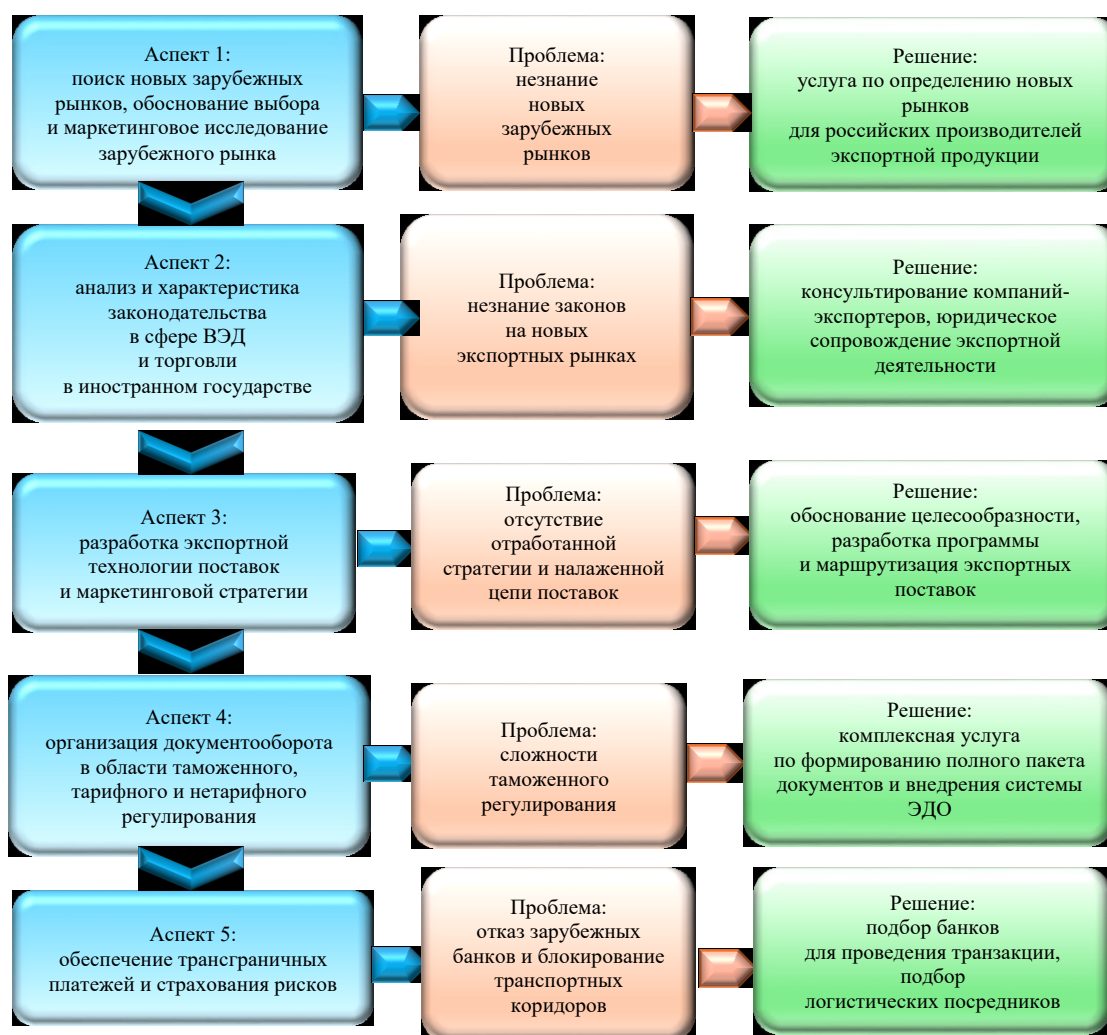 Аспект 1:
поиск новых зарубежных
рынков, обоснование выбора
и маркетинговое исследование
зарубежного рынка
Проблема:
незнание
новых
зарубежных
рынков
Решение:
услуга по определению новых
рынков
для российских производителей
экспортной продукции
Аспект 2:
анализ и характеристика
законодательства
в сфере ВЭД
и торговли
в иностранном государстве
Проблема:
незнание законов
на новых
экспортных рынках
Решение:
консультирование компаний-
экспортеров, юридическое
сопровождение экспортной
деятельности
Аспект 3:
разработка экспортной
технологии поставок
и маркетинговой стратегии
Проблема:
отсутствие
отработанной
стратегии и налаженной
цепи поставок
Решение:
обоснование целесообразности,
разработка программы
и маршрутизация экспортных
поставок
Аспект 4:
организация документооборота
в области таможенного,
тарифного и нетарифного
регулирования
Проблема:
сложности
таможенного
регулирования
Решение:
комплексная услуга
по формированию полного пакета
документов и внедрения системы
ЭДО
Аспект 5:
обеспечение трансграничных
платежей и страхования рисков
Проблема:
отказ зарубежных
банков и блокирование
транспортных
коридоров
Решение:
подбор банков
для проведения транзакции,
подбор
логистических посредников